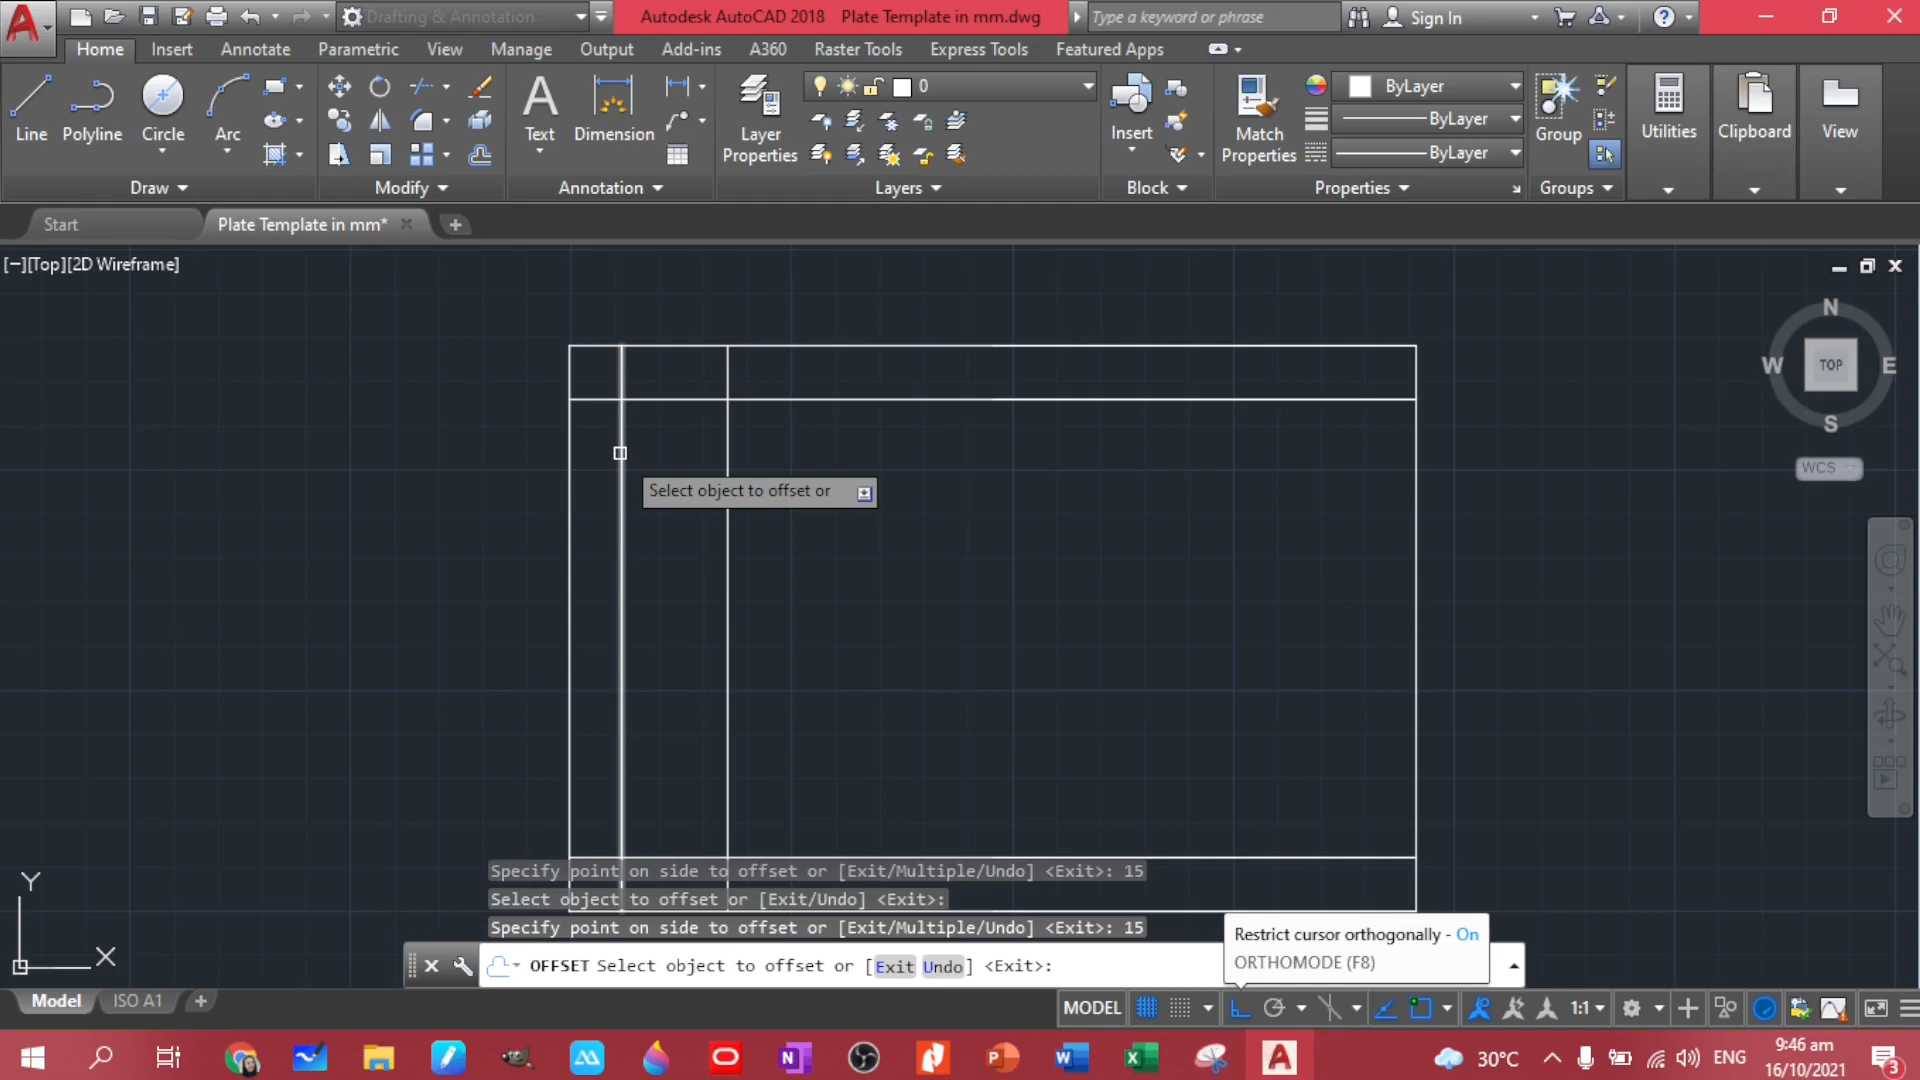 Drafting & Annotation
Autodesk AutoCAD 2018 Plate Template in mm.dwg
Type a keyword or phrase
Sign In
Home Insert Annotate Parametric View Manage Output Add-ins A360 Raster Tools Express Tools Featured Apps
Line Polyline Circle Arc
Text Dimension
Layer Properties
0
Insert
Match Properties
ByLayer
ByLayer
ByLayer
Group
Utilities
Clipboard
View
Draw Modify Annotation Layers Block Properties Groups
Start
Plate Template in mm*
[−][Top][2D Wireframe]
N
W TOP E
S
WCS
Select object to offset or
Y
X
Specify point on side to offset or [Exit/Multiple/Undo] <Exit>: 15
Select object to offset or [Exit/Undo] <Exit>:
Specify point on side to offset or [Exit/Multiple/Undo] <Exit>: 15
OFFSET Select object to offset or [Exit Undo] <Exit>:
Restrict cursor orthogonally - On
ORTHOMODE (F8)
Model
ISO A1
MODEL
1:1
30°C
ENG
9:46 am
16/10/2021
3